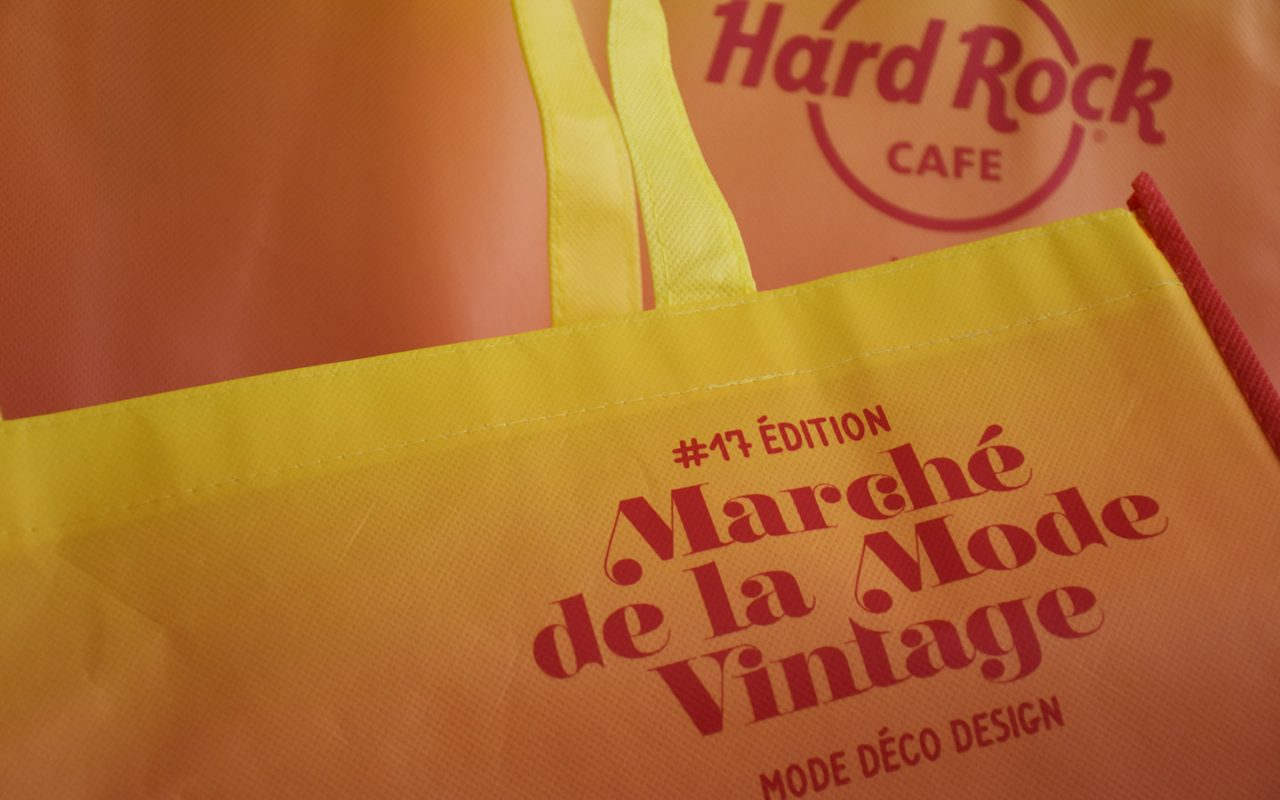 Hard Rock
CAFE
®
#17 ÉDITION
Marché
de la Mode
Vintage
MODE DÉCO DESIGN